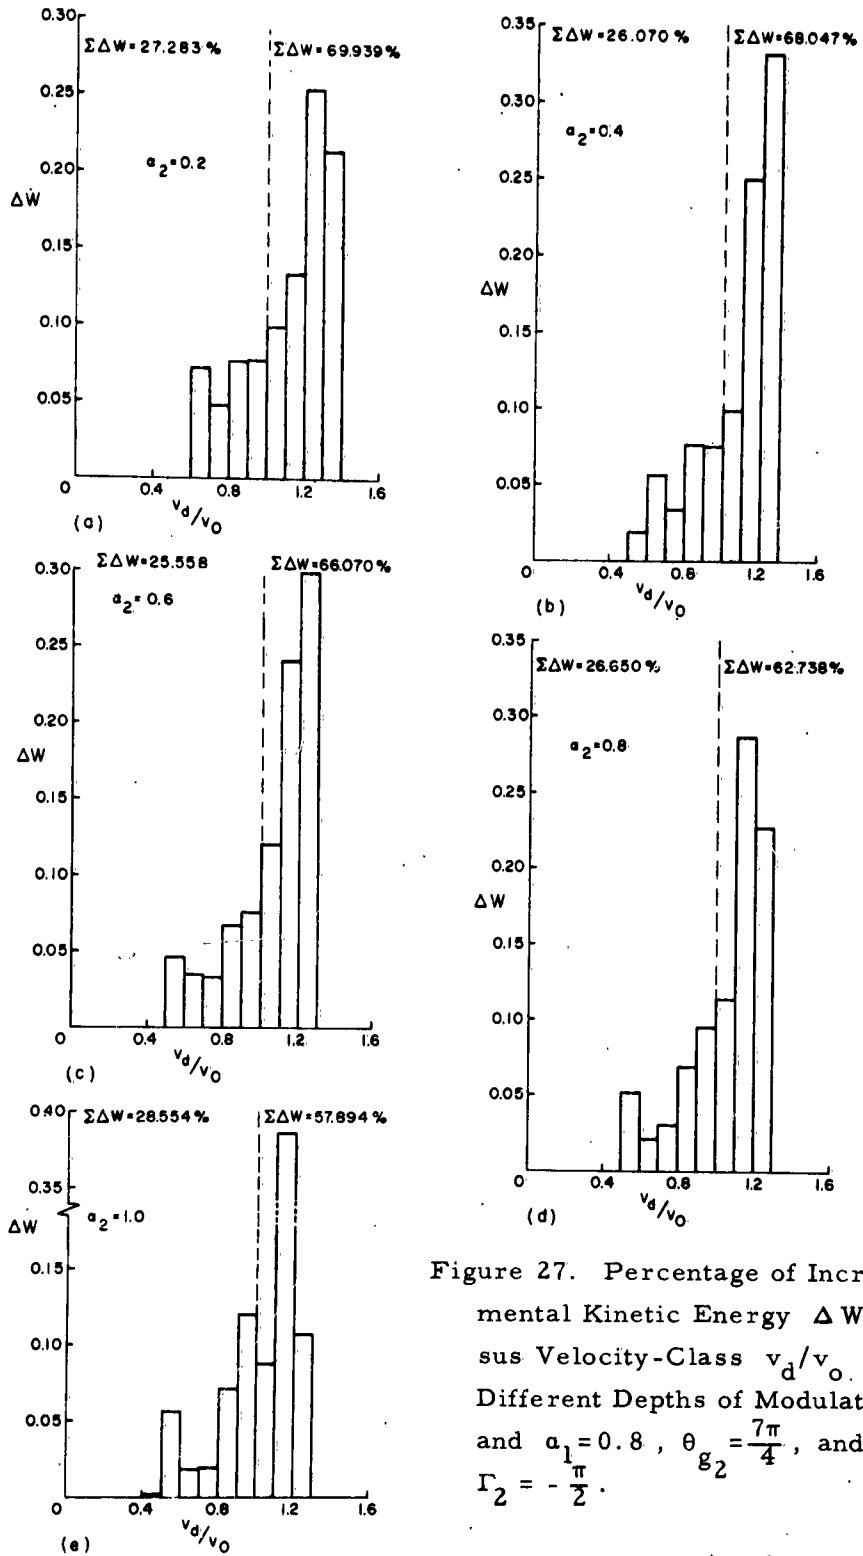 0.30
ΣΔW=27.283% ΣΔW=69.939%
0.25
α2=0.2
0.20
ΔW
0.15
0.10
0.05
0 0.4 0.8 1.2 1.6
vd/vO
(a)
0.35
ΣΔW=26.070% ΣΔW=68.047%
0.30
α2=0.4
0.25
0.20
ΔW
0.15
0.10
0.05
0 0.4 0.8 1.2 1.6
vd/vO
(b)
ΣΔW=25.558 ΣΔW=66.070%
0.30
α2=0.6
0.25
0.20
ΔW
0.15
0.10
0.05
0 0.4 0.8 1.2 1.6
vd/vO
(c)
0.35
ΣΔW=26.650% ΣΔW=62.738%
0.30
α2=0.8
0.25
0.20
ΔW
0.15
0.10
0.05
0 0.4 0.8 1.2 1.6
vd/vO
(d)
0.40
ΣΔW=28.554% ΣΔW=57.894%
0.35
ΔW α2=1.0
0.15
0.10
0.05
0 0.4 0.8 1.2 1.6
vd/vO
(e)
Figure 27. Percentage of Incr
mental Kinetic Energy ΔW
sus Velocity-Class vd/vo.
Different Depths of Modulat
and α1=0.8, θg2=7π/4, and
Γ2 = -π/2.